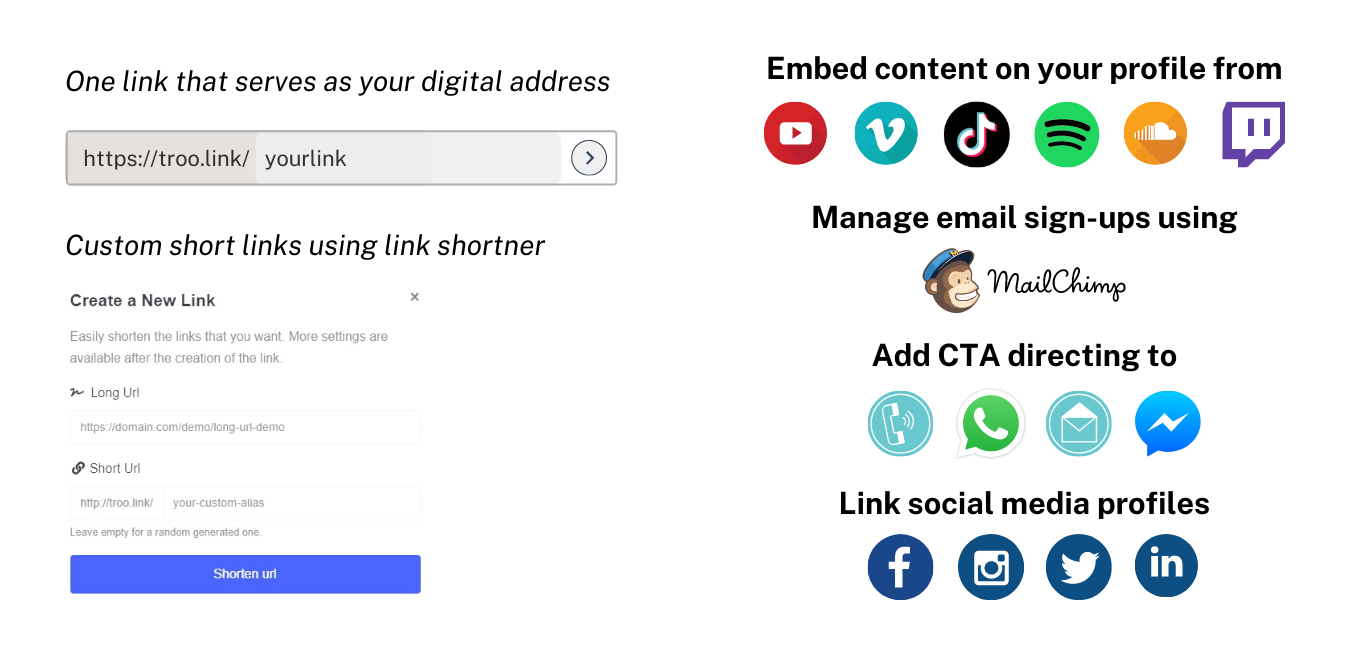 One link that serves as your digital address
https://troo.link/ yourlink
Custom short links using link shortner
Create a New Link ×
Easily shorten the links that you want. More settings are
available after the creation of the link.
Long Url
https://domain.com/demo/long-url-demo
Short Url
http://troo.link/ your-custom-alias
Leave empty for a random generated one.
Shorten url
Embed content on your profile from
Manage email sign-ups using
MailChimp
Add CTA directing to
Link social media profiles
f
in